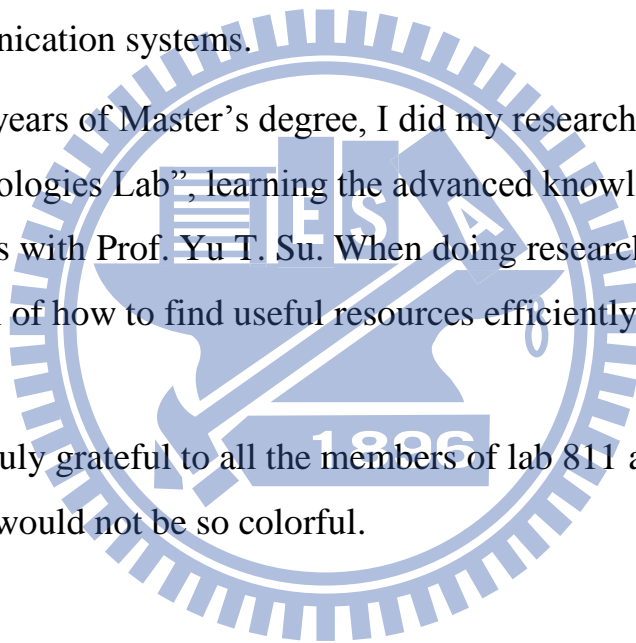 nication systems.
years of Master’s degree, I did my research
ologies Lab”, learning the advanced knowl
s with Prof. Yu T. Su. When doing research
of how to find useful resources efficiently
uly grateful to all the members of lab 811 a
would not be so colorful.
E S A
1896